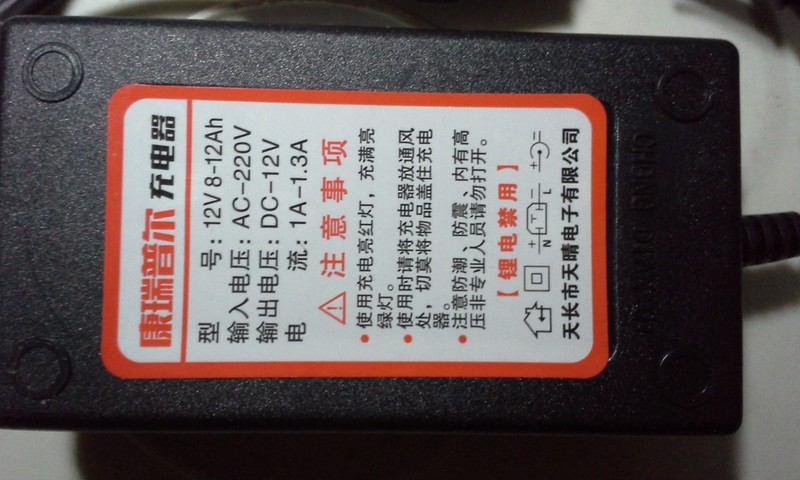 康瑞普尔 充电器
型 号：12V 8-12Ah
输入电压：AC-220V
输出电压：DC-12V
电 流：1A-1.3A
注意事项
• 使用充电亮红灯，充满亮
绿灯。
• 使用时请将充电器放通风
处，切莫将物品盖住充电
器。
• 注意防潮、防震、内有高
压非专业人员请勿打开。
【锂电禁用】
N L
天长市天晴电子有限公司